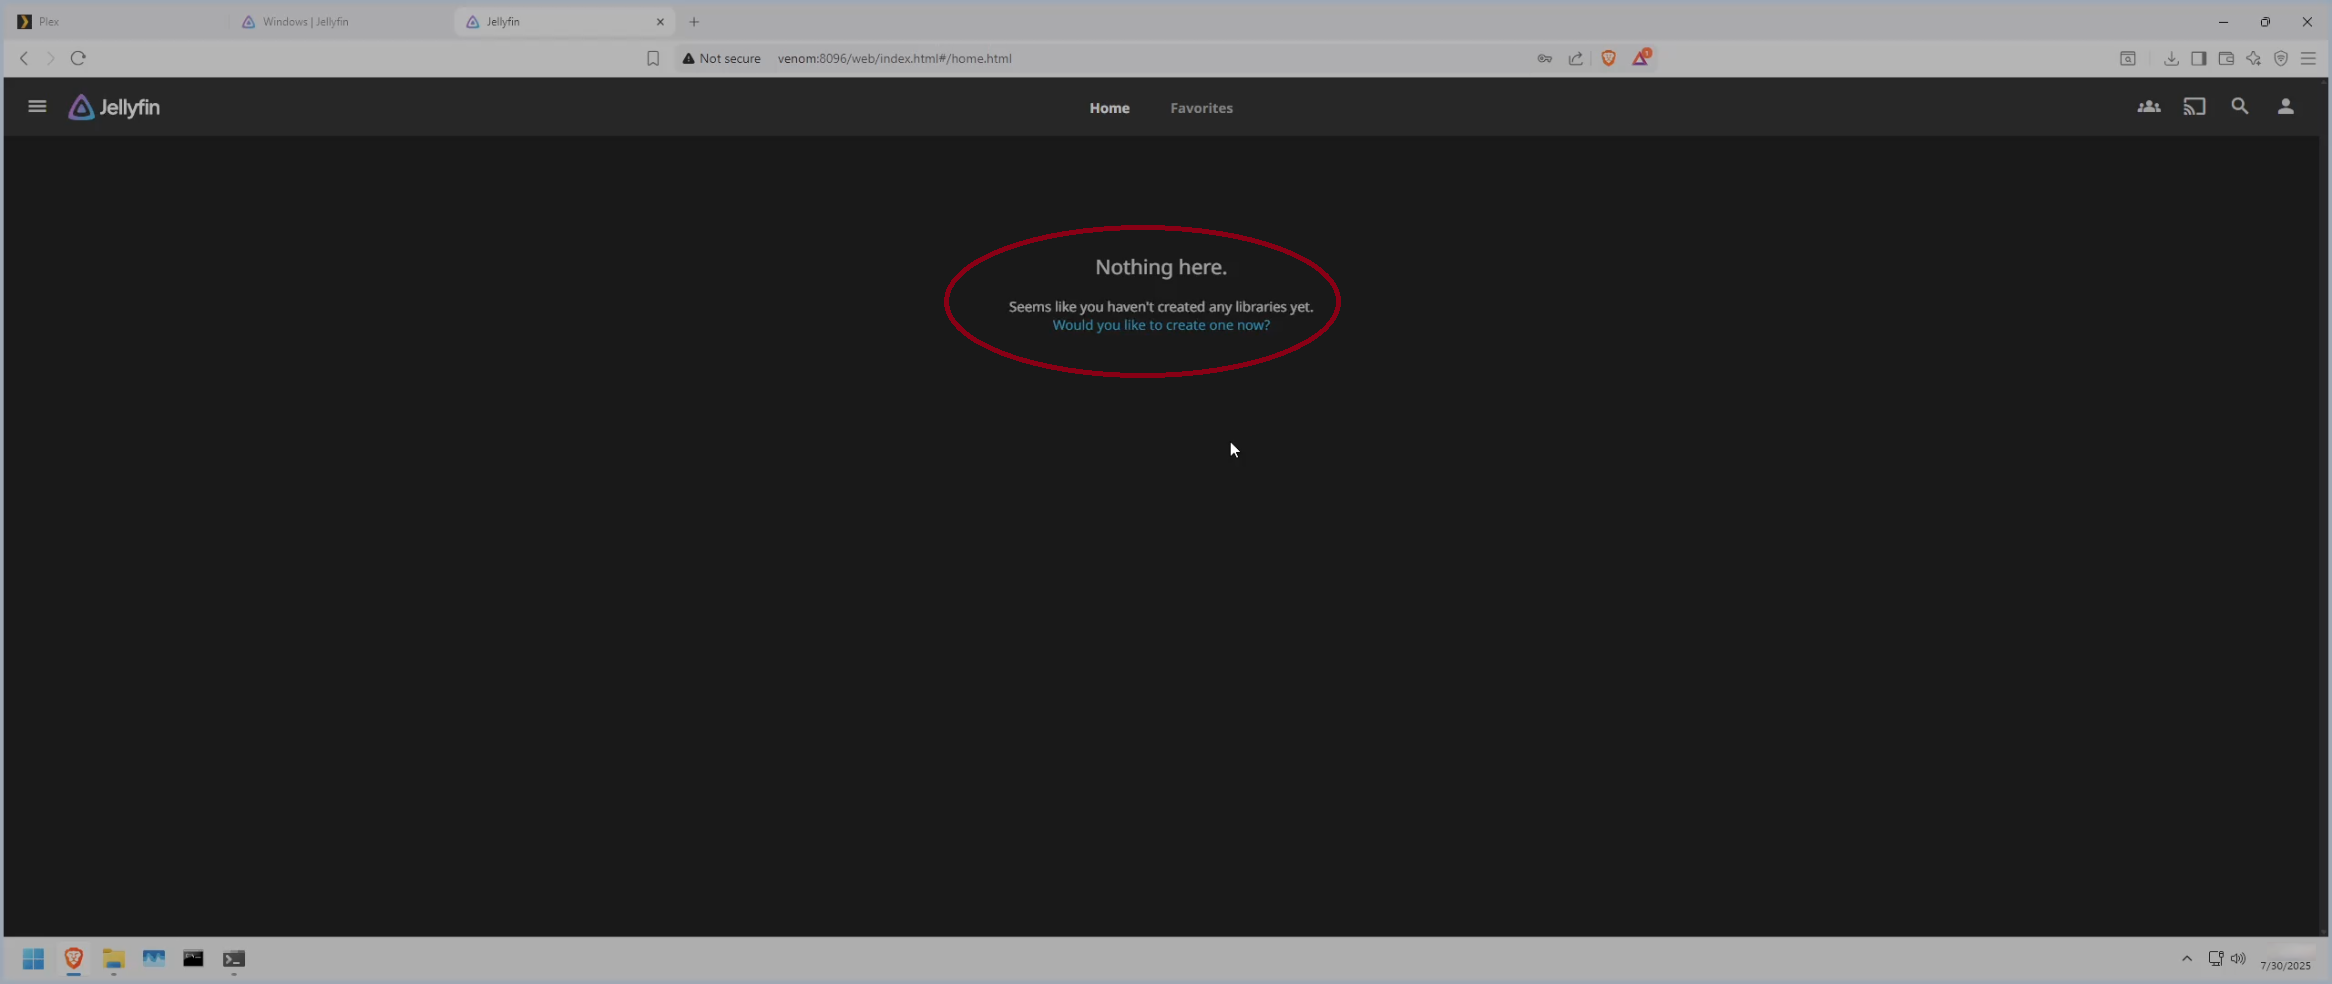 Plex
Windows | Jellyfin
Jellyfin
Not secure
venom:8096/web/index.html#/home.html
1
Jellyfin
Home
Favorites
Nothing here.
Seems like you haven't created any libraries yet.
Would you like to create one now?
7/30/2025